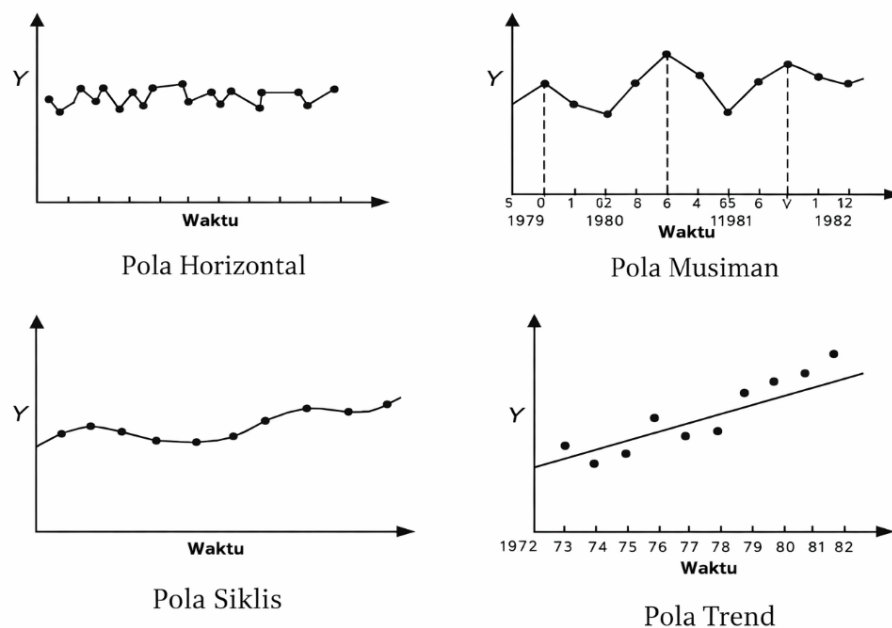 Y
Waktu
Pola Horizontal
Y
S 0 1 02 8 6 4 65 6 V 1 12
1979 1980 11981 1982
Waktu
Pola Musiman
Y
Waktu
Pola Siklis
Y
1972 73 74 75 76 77 78 79 80 81 82
Waktu
Pola Trend